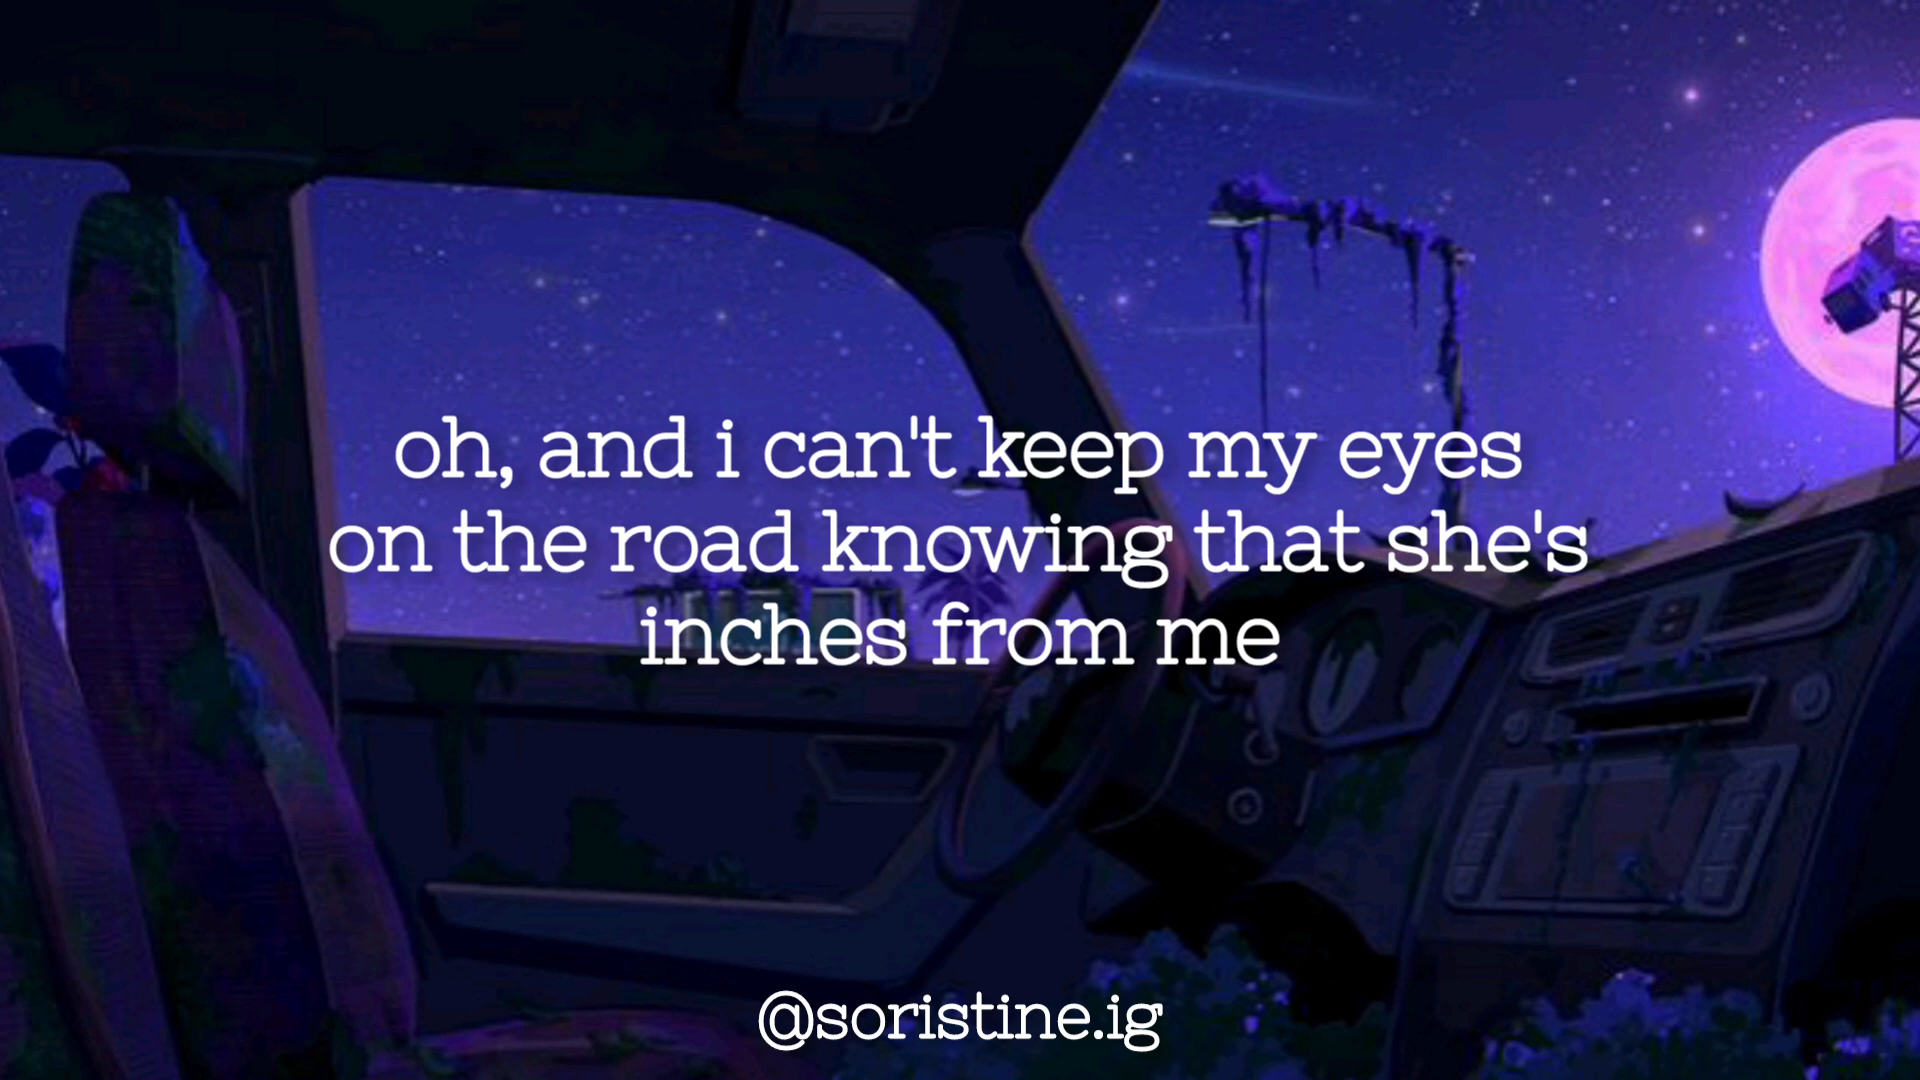 oh, and i can't keep my eyes
on the road knowing that she's
inches from me
@soristine.ig